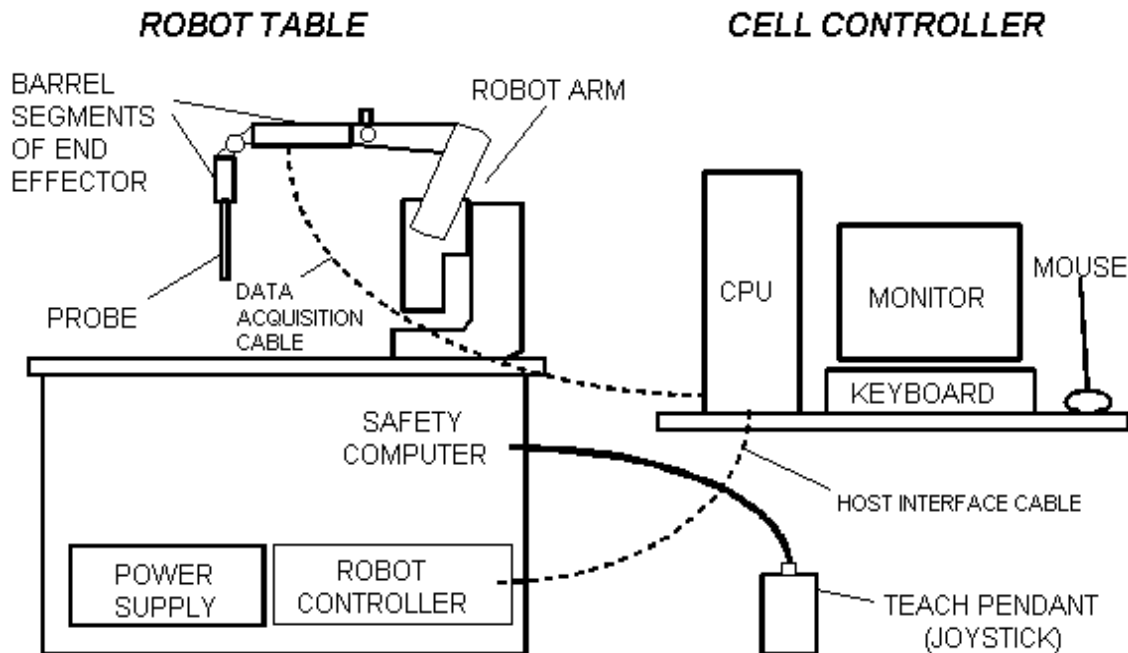 ROBOT TABLE
CELL CONTROLLER
BARREL
SEGMENTS
OF END
EFFECTOR
ROBOT ARM
PROBE
DATA
ACQUISITION
CABLE
CPU
MONITOR
MOUSE
KEYBOARD
SAFETY
COMPUTER
HOST INTERFACE CABLE
POWER
SUPPLY
ROBOT
CONTROLLER
TEACH PENDANT
(JOYSTICK)